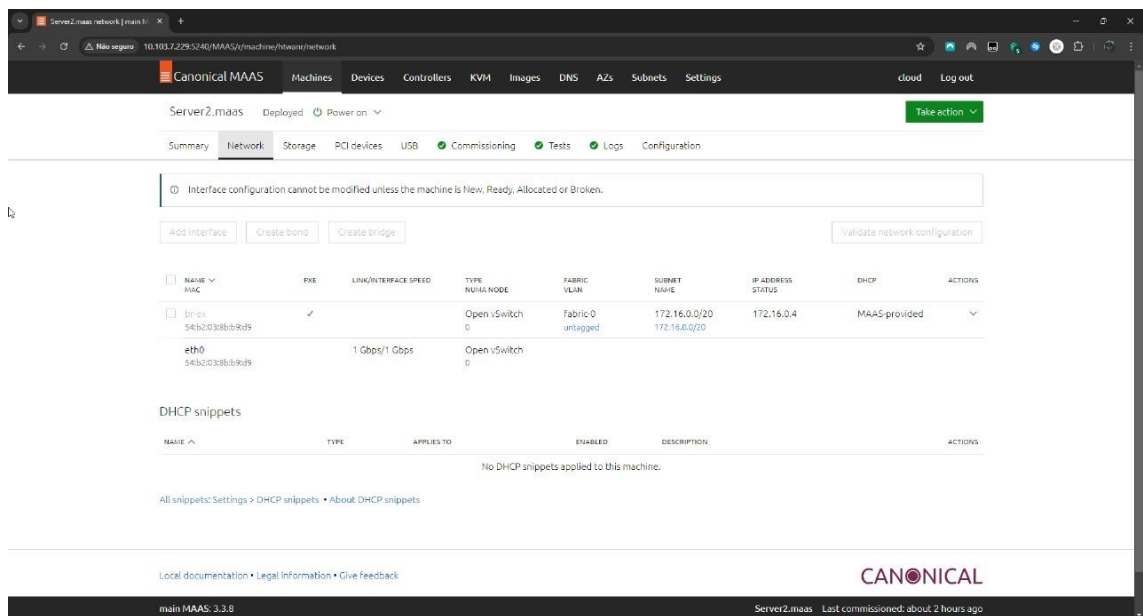 Server2.maas network | main M
Não seguro 10.103.7.229:5240/MAAS/r/machine/htwanr/network
Canonical MAAS Machines Devices Controllers KVM Images DNS AZs Subnets Settings cloud Log out
Server2.maas Deployed Power on Take action
Summary Network Storage PCI devices USB Commissioning Tests Logs Configuration
Interface configuration cannot be modified unless the machine is New, Ready, Allocated or Broken.
Add interface Create bond Create bridge Validate network configuration
NAME PXE LINK/INTERFACE SPEED TYPE FABRIC SUBNET IP ADDRESS DHCP ACTIONS
MAC NUMA NODE VLAN NAME STATUS
br-ex Open vSwitch fabric-0 172.16.0.0/20 172.16.0.4 MAAS-provided
54:b2:03:8b:b9:d9 0 untagged 172.16.0.0/20
eth0 1 Gbps/1 Gbps Open vSwitch
54:b2:03:8b:b9:d9 0
DHCP snippets
NAME TYPE APPLIES TO ENABLED DESCRIPTION ACTIONS
No DHCP snippets applied to this machine.
All snippets: Settings > DHCP snippets • About DHCP snippets
Local documentation • Legal information • Give feedback
CANONICAL
main MAAS: 3.3.8 Server2.maas Last commissioned: about 2 hours ago